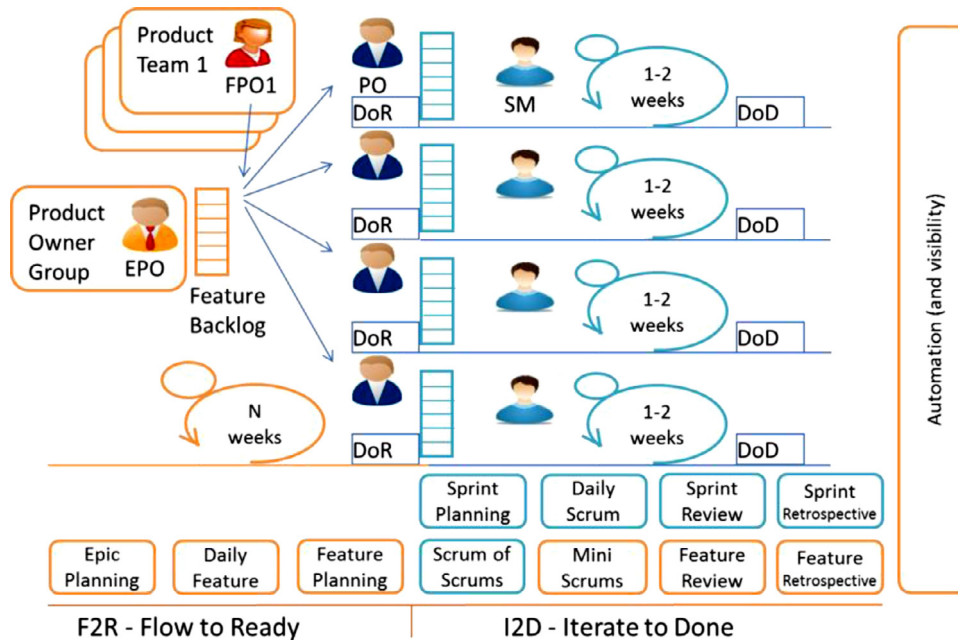 Product
Team 1
FPO1
PO
DoR
SM
1-2
weeks
DoD
DoR
1-2
weeks
DoD
Product
Owner
Group
EPO
Feature
Backlog
DoR
1-2
weeks
DoD
N
weeks
DoR
1-2
weeks
DoD
Automation (and visibility)
Sprint
Planning
Daily
Scrum
Sprint
Review
Sprint
Retrospective
Epic
Planning
Daily
Feature
Feature
Planning
Scrum of
Scrums
Mini
Scrums
Feature
Review
Feature
Retrospective
F2R - Flow to Ready
I2D - Iterate to Done